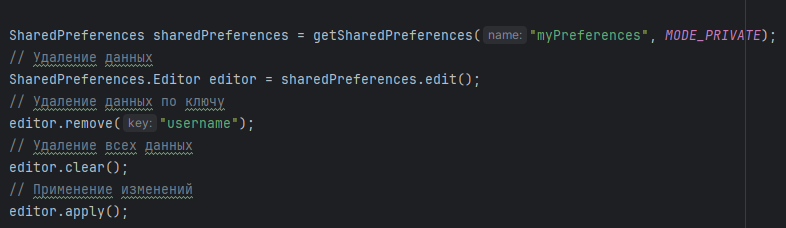 SharedPreferences sharedPreferences = getSharedPreferences( name: "myPreferences", MODE_PRIVATE);
// Удаление данных
SharedPreferences.Editor editor = sharedPreferences.edit();
// Удаление данных по ключу
editor.remove( key: "username");
// Удаление всех данных
editor.clear();
// Применение изменений
editor.apply();